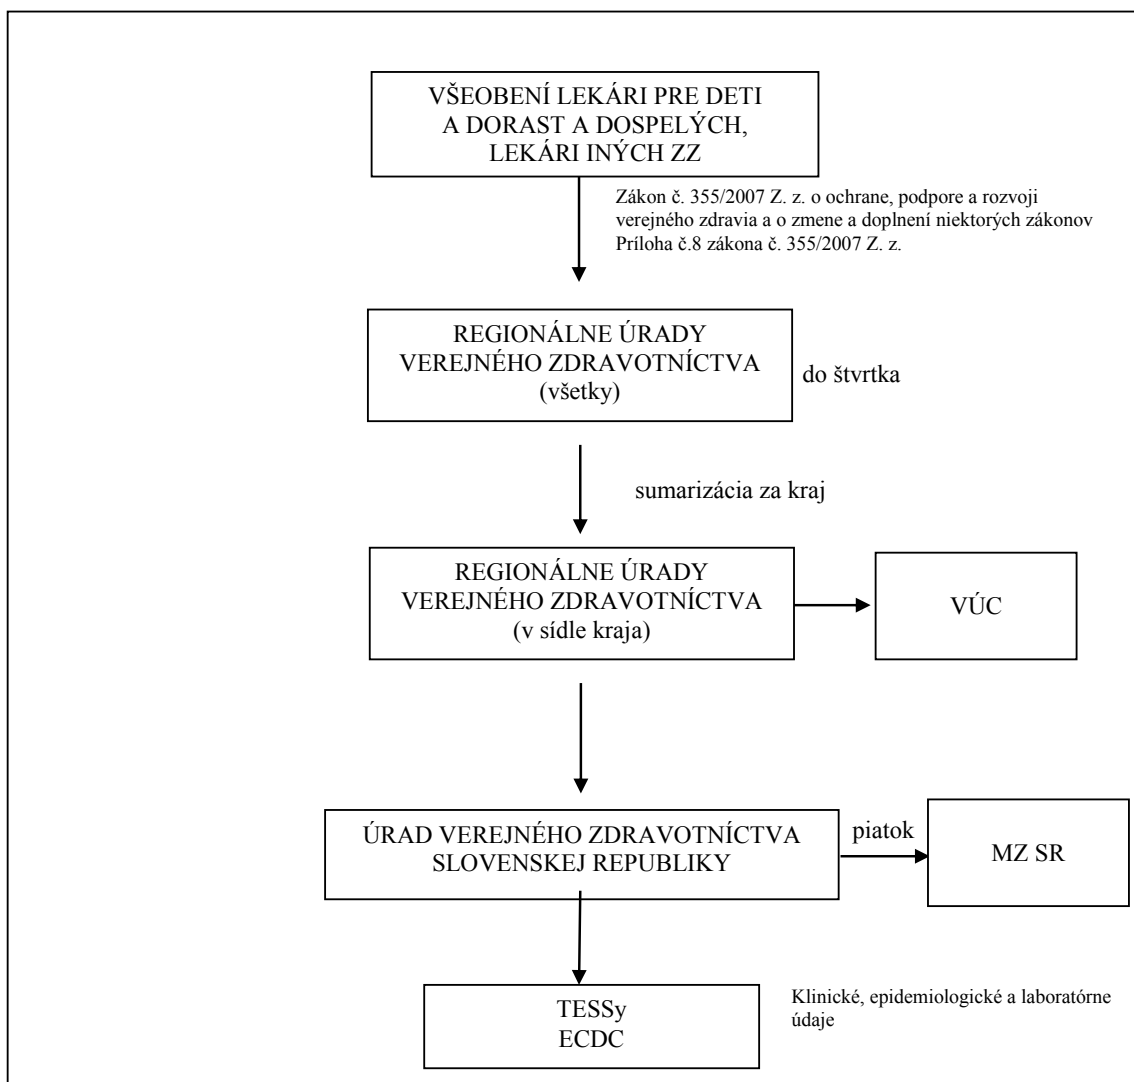 VŠEOBENÍ LEKÁRI PRE DETI
A DORAST A DOSPELÝCH,
LEKÁRI INÝCH ZZ
Zákon č. 355/2007 Z. z. o ochrane, podpore a rozvoji
verejného zdravia a o zmene a doplnení niektorých zákonov
Príloha č.8 zákona č. 355/2007 Z. z.
REGIONÁLNE ÚRADY
VEREJNÉHO ZDRAVOTNÍCTVA
(všetky)
do štvrtka
sumarizácia za kraj
REGIONÁLNE ÚRADY
VEREJNÉHO ZDRAVOTNÍCTVA
(v sídle kraja)
VÚC
ÚRAD VEREJNÉHO ZDRAVOTNÍCTVA
SLOVENSKEJ REPUBLIKY
piatok
MZ SR
TESSy
ECDC
Klinické, epidemiologické a laboratórne
údaje